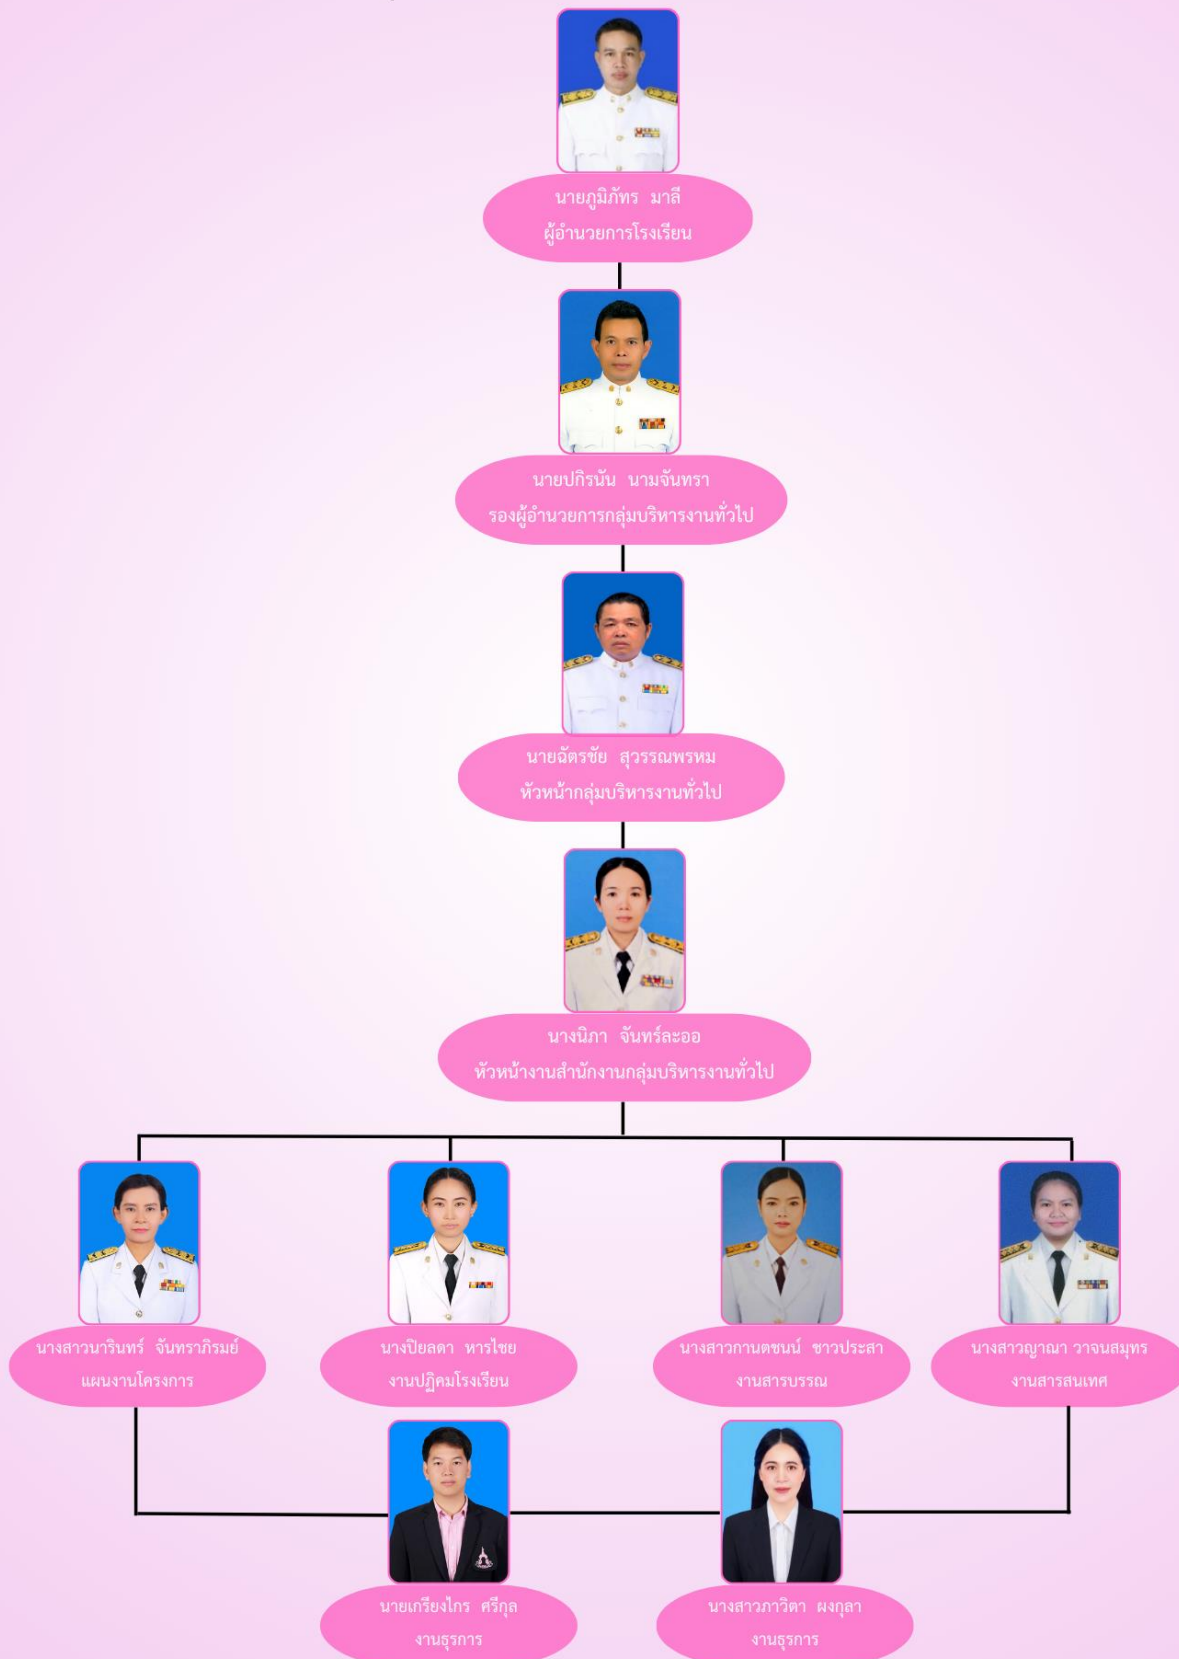 นายภูมิภัทร มาลี
ผู้อำนวยการโรงเรียน
นายปกิรนัน นามจันทรา
รองผู้อำนวยการกลุ่มบริหารงานทั่วไป
นายฉัตรชัย สุวรรณพรหม
หัวหน้ากลุ่มบริหารงานทั่วไป
นางนิภา จันทร์ละออ
หัวหน้างานสำนักงานกลุ่มบริหารงานทั่วไป
นางสาวนารินทร์ จันทราภิรมย์
แผนงานโครงการ
นางปิยลดา หารไชย
งานปฏิคมโรงเรียน
นางสาวกานตชนน์ ชาวประสา
งานสารบรรณ
นางสาวญาณา วาจนสมุทร
งานสารสนเทศ
นายเกรียงไกร ศรีกุล
งานธุรการ
นางสาวภาวิตา ผงกุลา
งานธุรการ